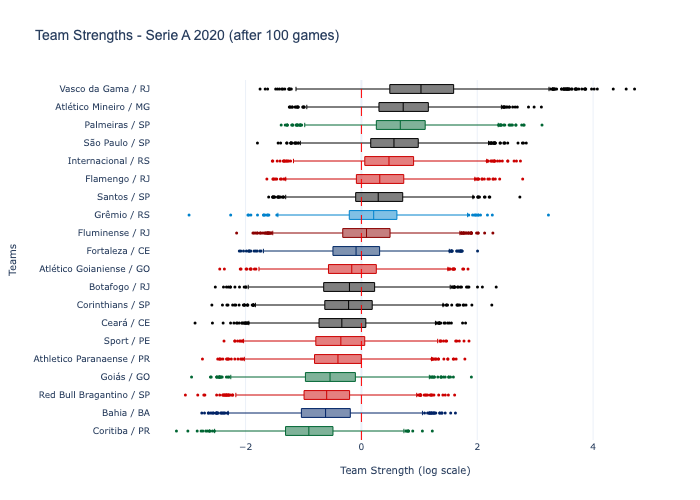 Team Strengths - Serie A 2020 (after 100 games)
Vasco da Gama / RJ
Atlético Mineiro / MG
Palmeiras / SP
São Paulo / SP
Internacional / RS
Flamengo / RJ
Santos / SP
Grêmio / RS
Fluminense / RJ
Fortaleza / CE
Atlético Goianiense / GO
Botafogo / RJ
Corinthians / SP
Ceará / CE
Sport / PE
Athletico Paranaense / PR
Goiás / GO
Red Bull Bragantino / SP
Bahia / BA
Coritiba / PR
Teams
−2 0 2 4
Team Strength (log scale)